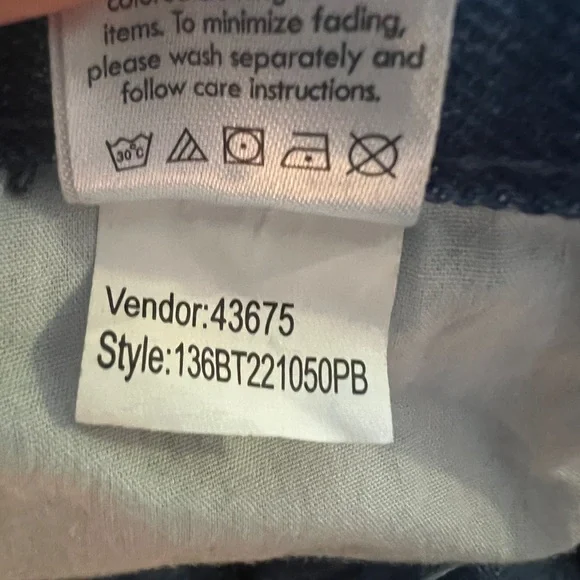 items. To minimize fading,
please wash separately and
follow care instructions.
30°C
Vendor:43675
Style:136BT221050PB